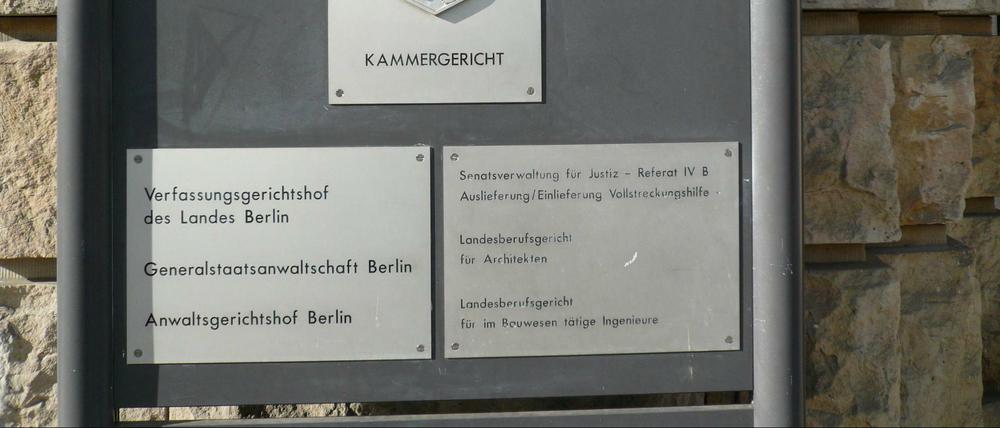 KAMMERGERICHT
Verfassungsgerichtshof
des Landes Berlin
Generalstaatsanwaltschaft Berlin
Anwaltsgerichtshof Berlin
Senatsverwaltung für Justiz – Referat IV B
Auslieferung/Einlieferung Vollstreckungshilfe
Landesberufsgericht
für Architekten
Landesberufsgericht
für im Bauwesen tätige Ingenieure